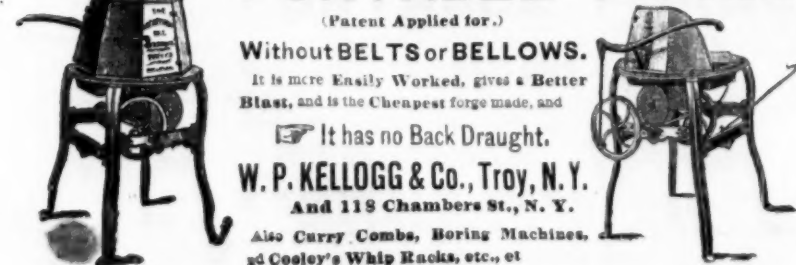 (Patent Applied for.)
Without BELTS or BELLOWS.
It is more Easily Worked, gives a Better
Blast, and is the Cheapest forge made, and
It has no Back Draught.
W. P. KELLOGG & Co., Troy, N. Y.
And 118 Chambers St., N. Y.
Also Curry Combs, Boring Machines,
Cooley's Whip Racks, etc., et